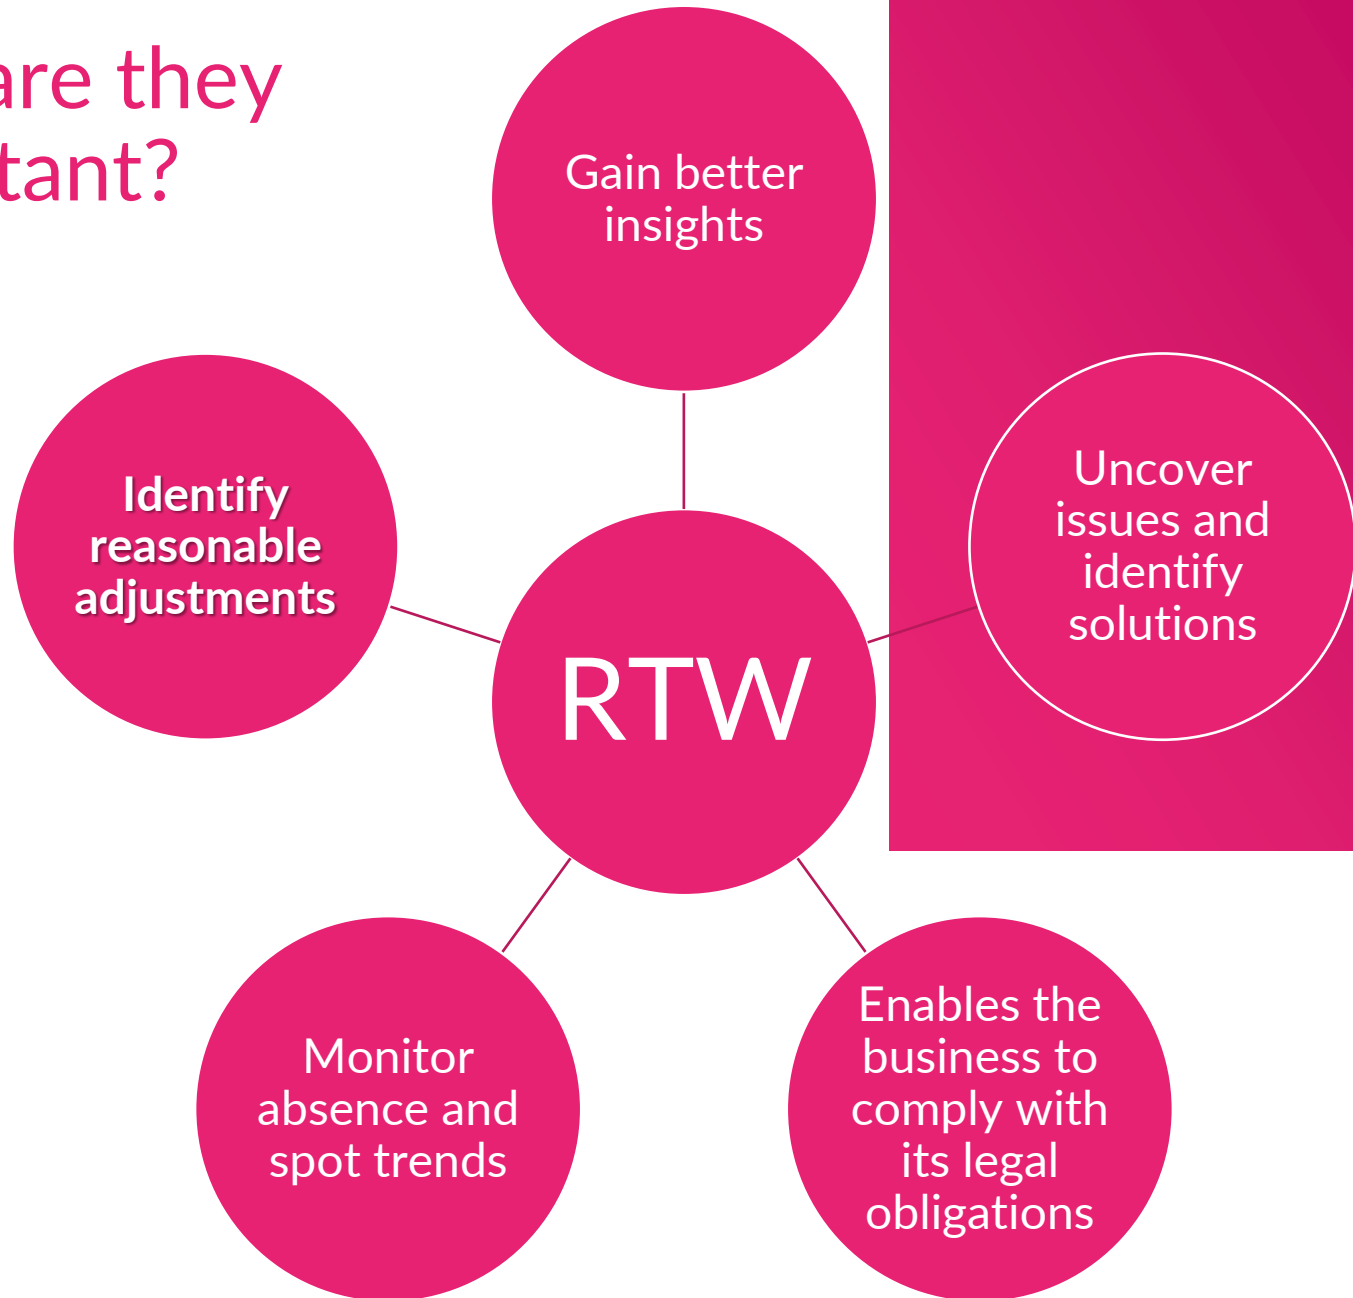 are they
tant?
Gain better
insights
Uncover
issues and
identify
solutions
Identify
reasonable
adjustments
RTW
Enables the
business to
comply with
its legal
obligations
Monitor
absence and
spot trends